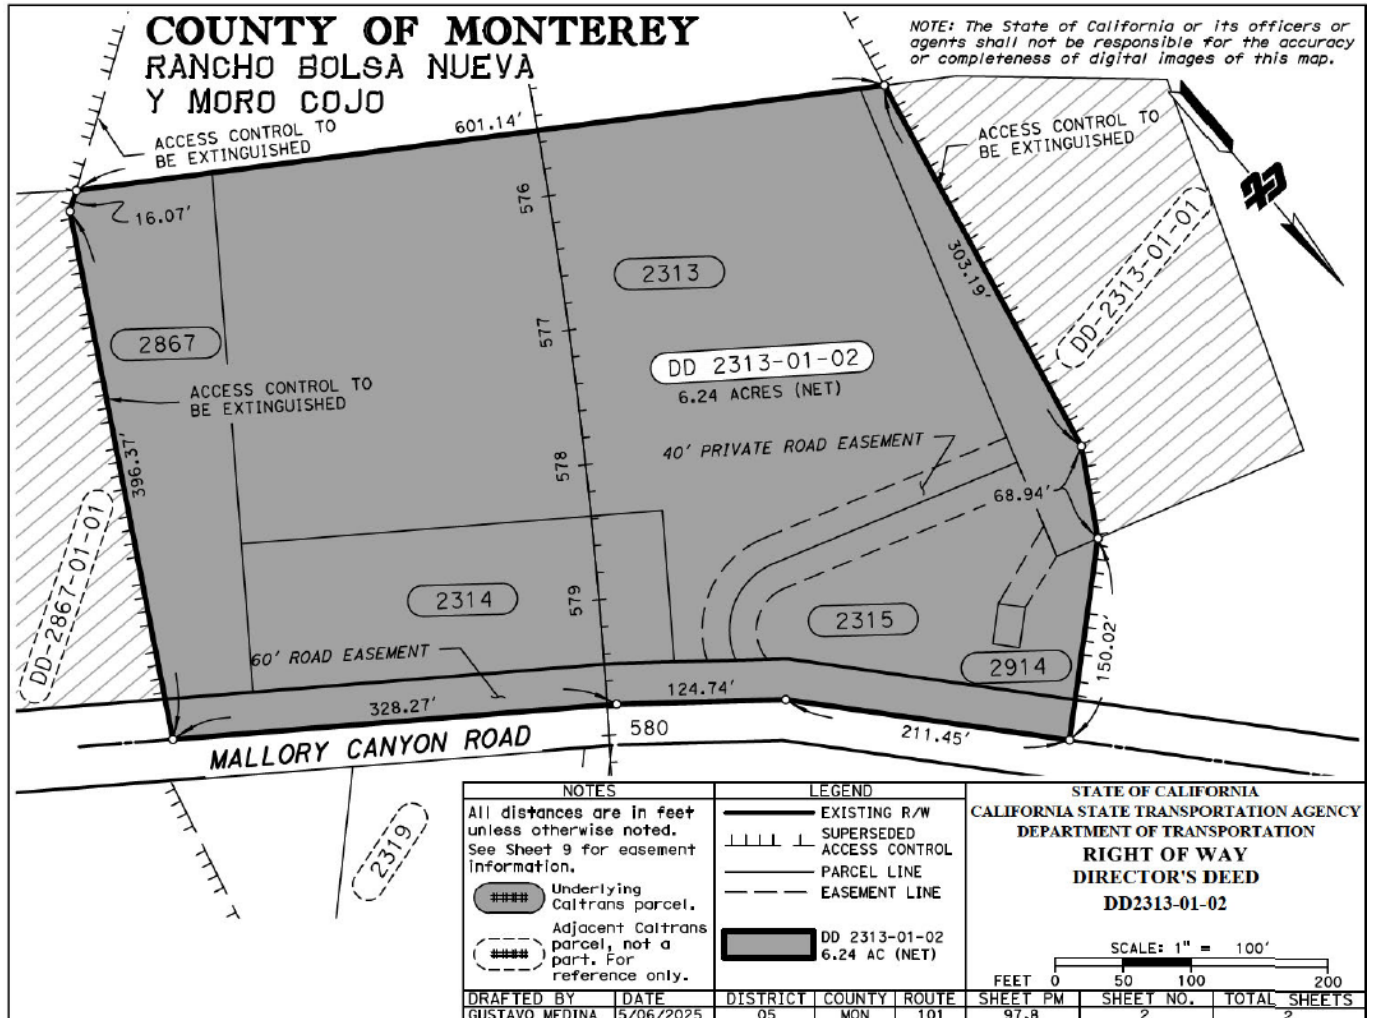 COUNTY OF MONTEREY
RANCHO BOLSA NUEVA
Y MORO COJO
NOTE: The State of California or its officers or
agents shall not be responsible for the accuracy
or completeness of digital images of this map.
ACCESS CONTROL TO
BE EXTINGUISHED
601.14'
ACCESS CONTROL TO
BE EXTINGUISHED
16.07'
576
2313
303.19'
DD-2313-01-01
577
2867
DD 2313-01-02
6.24 ACRES (NET)
ACCESS CONTROL TO
BE EXTINGUISHED
396.37'
40' PRIVATE ROAD EASEMENT
578
68.94'
DD-2867-01-01
2314
579
2315
60' ROAD EASEMENT
2914
150.02'
328.27'
124.74'
211.45'
MALLORY CANYON ROAD
580
2319
NOTES
All distances are in feet
unless otherwise noted.
See Sheet 9 for easement
information.
####
Underlying
Caltrans parcel.
####
Adjacent Caltrans
parcel, not a
part. For
reference only.
LEGEND
EXISTING R/W
SUPERSEDED
ACCESS CONTROL
PARCEL LINE
EASEMENT LINE
DD 2313-01-02
6.24 AC (NET)
STATE OF CALIFORNIA
CALIFORNIA STATE TRANSPORTATION AGENCY
DEPARTMENT OF TRANSPORTATION
RIGHT OF WAY
DIRECTOR'S DEED
DD2313-01-02
SCALE: 1" = 100'
FEET 0 50 100 200
DRAFTED BY DATE DISTRICT COUNTY ROUTE SHEET PM SHEET NO. TOTAL SHEETS
GUSTAVO MEDINA 5/06/2025 05 MON 101 97.8 2 2